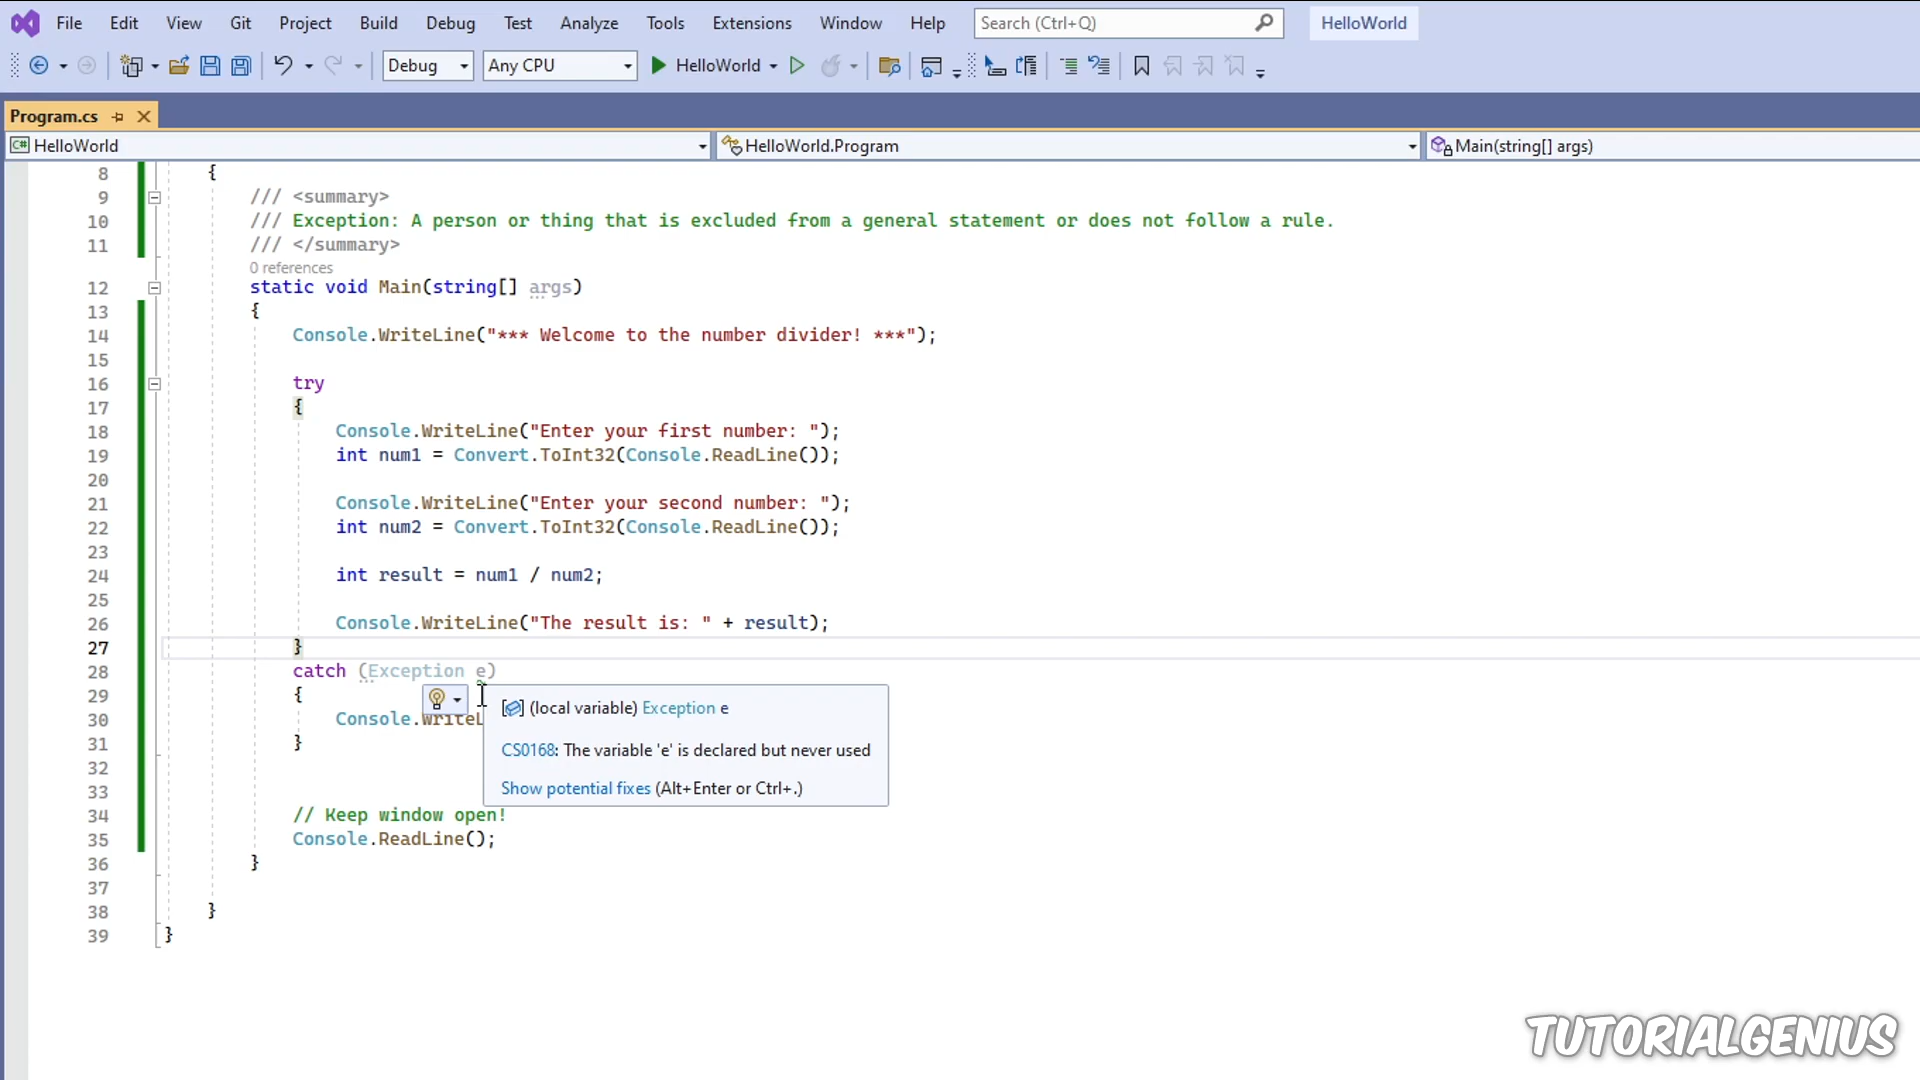 File Edit View Git Project Build Debug Test Analyze Tools Extensions Window Help Search (Ctrl+Q) HelloWorld
Debug Any CPU HelloWorld
Program.cs
C# HelloWorld HelloWorld.Program Main(string[] args)
8 {
9 /// <summary>
10 /// Exception: A person or thing that is excluded from a general statement or does not follow a rule.
11 /// </summary>
0 references
12 static void Main(string[] args)
13 {
14 Console.WriteLine("*** Welcome to the number divider! ***");
15
16 try
17 {
18 Console.WriteLine("Enter your first number: ");
19 int num1 = Convert.ToInt32(Console.ReadLine());
20
21 Console.WriteLine("Enter your second number: ");
22 int num2 = Convert.ToInt32(Console.ReadLine());
23
24 int result = num1 / num2;
25
26 Console.WriteLine("The result is: " + result);
27 }
28 catch (Exception e)
29 {
(local variable) Exception e
30 Console.WriteL
31 }
CS0168: The variable 'e' is declared but never used
32
Show potential fixes (Alt+Enter or Ctrl+.)
33
34 // Keep window open!
35 Console.ReadLine();
36 }
37
38 }
39 }
TUTORIALGENIUS